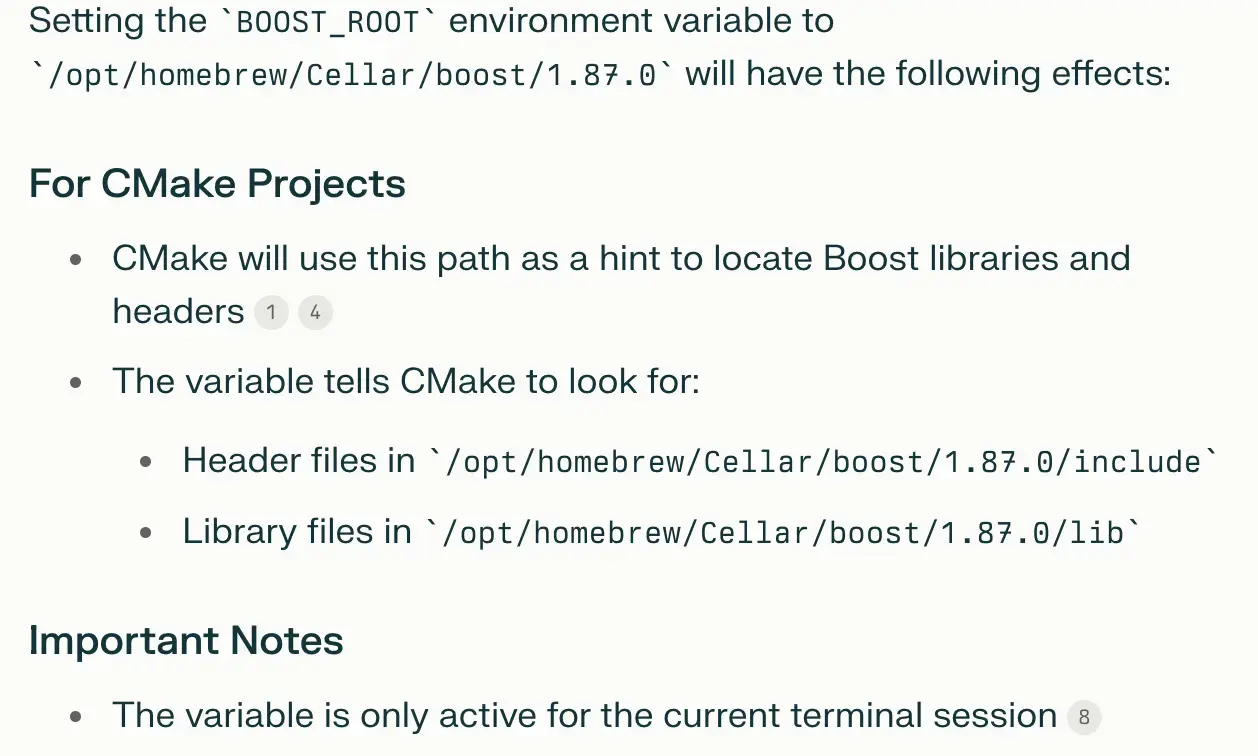 Setting the `BOOST_ROOT` environment variable to
`/opt/homebrew/Cellar/boost/1.87.0` will have the following effects:
For CMake Projects
• CMake will use this path as a hint to locate Boost libraries and
headers 1 4
• The variable tells CMake to look for:
• Header files in `/opt/homebrew/Cellar/boost/1.87.0/include`
• Library files in `/opt/homebrew/Cellar/boost/1.87.0/lib`
Important Notes
• The variable is only active for the current terminal session 8